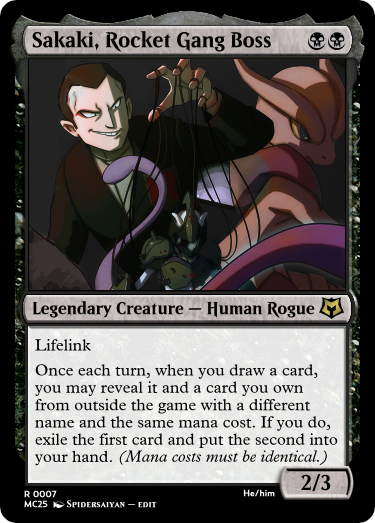 Sakaki, Rocket Gang Boss
Legendary Creature — Human Rogue
Lifelink
Once each turn, when you draw a card,
you may reveal it and a card you own
from outside the game with a different
name and the same mana cost. If you do,
exile the first card and put the second into
your hand. (Mana costs must be identical.)
2/3
R 0007
He/him
MC25 Spidersaiyan — edit